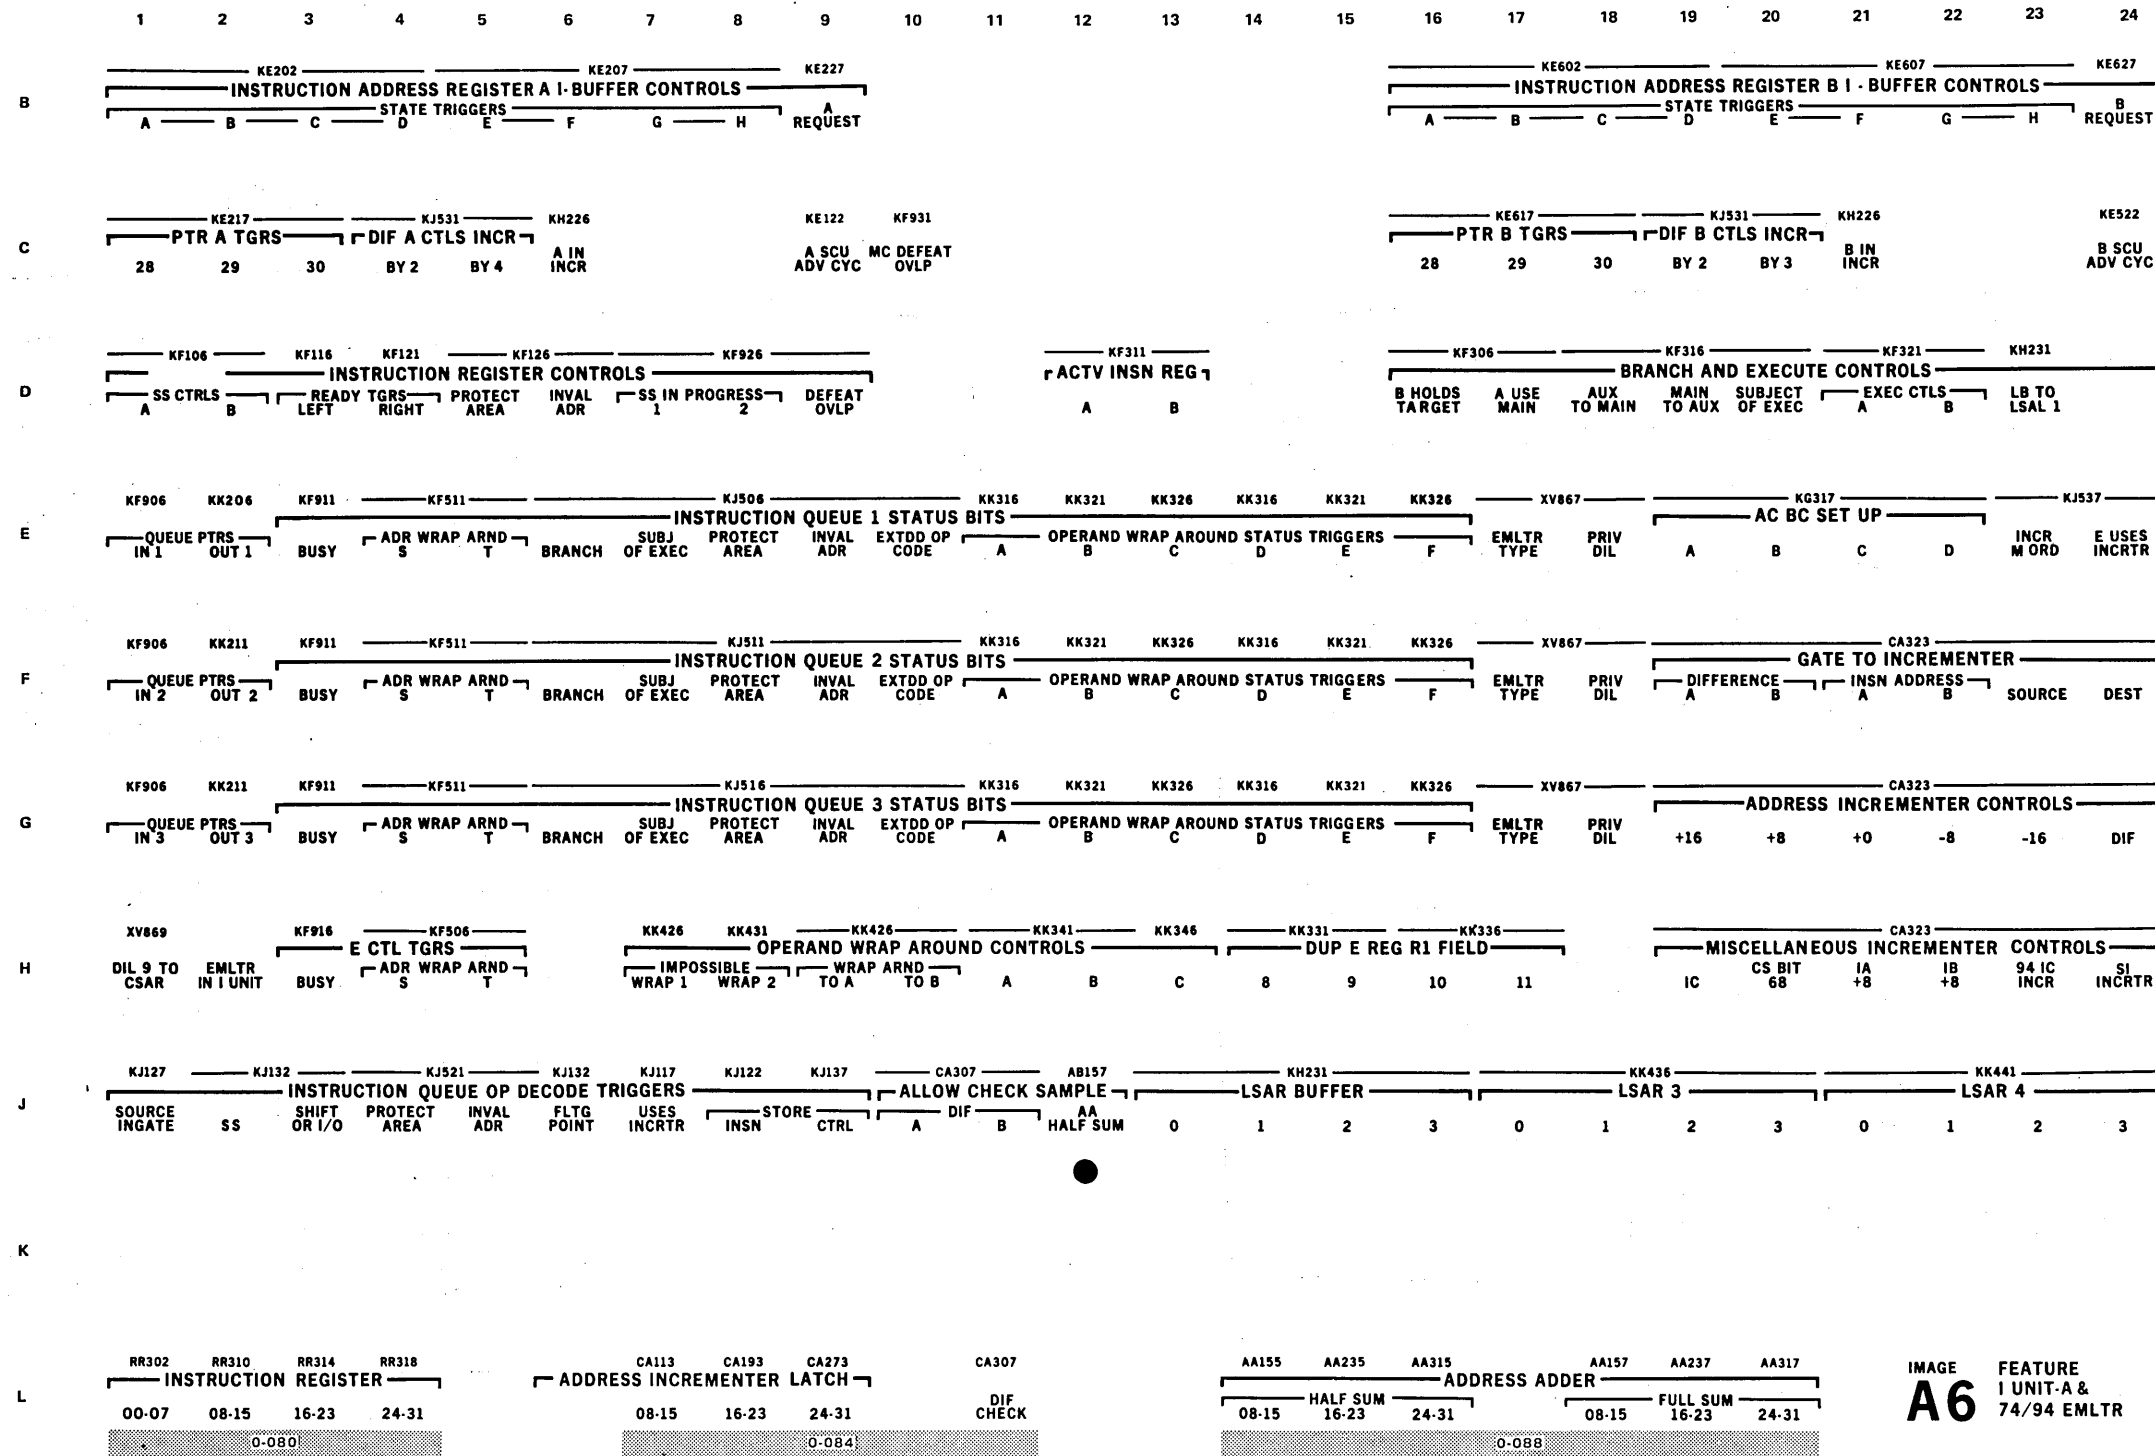 1 2 3 4 5 6 7 8 9 10 11 12 13 14 15 16 17 18 19 20 21 22 23 24
KE202 KE207 KE227 KE602 KE607 KE627
B INSTRUCTION ADDRESS REGISTER A I-BUFFER CONTROLS INSTRUCTION ADDRESS REGISTER B I-BUFFER CONTROLS
STATE TRIGGERS A STATE TRIGGERS B
A B C D E F G H REQUEST A B C D E F G H REQUEST
KE217 KJ531 KH226 KE122 KF931 KE617 KJ531 KH226 KE522
PTR A TGRS DIF A CTLS INCR PTR B TGRS DIF B CTLS INCR
C A IN A SCU MC DEFEAT B IN B SCU
28 29 30 BY 2 BY 4 INCR ADV CYC OVLP 28 29 30 BY 2 BY 3 INCR ADV CYC
KF106 KF116 KF121 KF126 KF926 KF311 KF306 KF316 KF321 KH231
INSTRUCTION REGISTER CONTROLS ACTV INSN REG BRANCH AND EXECUTE CONTROLS
D SS CTRLS READY TGRS PROTECT INVAL SS IN PROGRESS DEFEAT B HOLDS A USE AUX MAIN SUBJECT EXEC CTLS LB TO
A B LEFT RIGHT AREA ADR 1 2 OVLP A B TARGET MAIN TO MAIN TO AUX OF EXEC A B LSAL 1
KF906 KK206 KF911 KF511 KJ506 KK316 KK321 KK326 KK316 KK321 KK326 XV867 KG317 KJ537
INSTRUCTION QUEUE 1 STATUS BITS AC BC SET UP
E QUEUE PTRS ADR WRAP ARND SUBJ PROTECT INVAL EXTDD OP OPERAND WRAP AROUND STATUS TRIGGERS EMLTR PRIV INCR E USES
IN 1 OUT 1 BUSY S T BRANCH OF EXEC AREA ADR CODE A B C D E F TYPE DIL A B C D M ORD INCRTR
KF906 KK211 KF911 KF511 KJ511 KK316 KK321 KK326 KK316 KK321 KK326 XV867 CA323
INSTRUCTION QUEUE 2 STATUS BITS GATE TO INCREMENTER
F QUEUE PTRS ADR WRAP ARND SUBJ PROTECT INVAL EXTDD OP OPERAND WRAP AROUND STATUS TRIGGERS EMLTR PRIV DIFFERENCE INSN ADDRESS
IN 2 OUT 2 BUSY S T BRANCH OF EXEC AREA ADR CODE A B C D E F TYPE DIL A B A B SOURCE DEST
KF906 KK211 KF911 KF511 KJ516 KK316 KK321 KK326 KK316 KK321 KK326 XV867 CA323
INSTRUCTION QUEUE 3 STATUS BITS ADDRESS INCREMENTER CONTROLS
G QUEUE PTRS ADR WRAP ARND SUBJ PROTECT INVAL EXTDD OP OPERAND WRAP AROUND STATUS TRIGGERS EMLTR PRIV
IN 3 OUT 3 BUSY S T BRANCH OF EXEC AREA ADR CODE A B C D E F TYPE DIL +16 +8 +0 -8 -16 DIF
XV869 KF916 KF506 KK426 KK431 KK426 KK341 KK346 KK331 KK336 CA323
E CTL TGRS OPERAND WRAP AROUND CONTROLS DUP E REG R1 FIELD MISCELLANEOUS INCREMENTER CONTROLS
H DIL 9 TO EMLTR ADR WRAP ARND IMPOSSIBLE WRAP ARND CS BIT IA IB 94 IC SI
CSAR IN I UNIT BUSY S T WRAP 1 WRAP 2 TO A TO B A B C 8 9 10 11 IC 68 +8 +8 INCR INCRTR
KJ127 KJ132 KJ521 KJ132 KJ117 KJ122 KJ137 CA307 AB157 KH231 KK436 KK441
INSTRUCTION QUEUE OP DECODE TRIGGERS ALLOW CHECK SAMPLE LSAR BUFFER LSAR 3 LSAR 4
J SOURCE SHIFT PROTECT INVAL FLTG USES STORE DIF AA
INGATE SS OR I/O AREA ADR POINT INCRTR INSN CTRL A B HALF SUM 0 1 2 3 0 1 2 3 0 1 2 3
K
RR302 RR310 RR314 RR318 CA113 CA193 CA273 CA307 AA155 AA235 AA315 AA157 AA237 AA317
INSTRUCTION REGISTER ADDRESS INCREMENTER LATCH ADDRESS ADDER
L DIF HALF SUM FULL SUM
00-07 08-15 16-23 24-31 08-15 16-23 24-31 CHECK 08-15 16-23 24-31 08-15 16-23 24-31
0-080 0-084 0-088
IMAGE
A6
FEATURE
I UNIT-A &
74/94 EMLTR